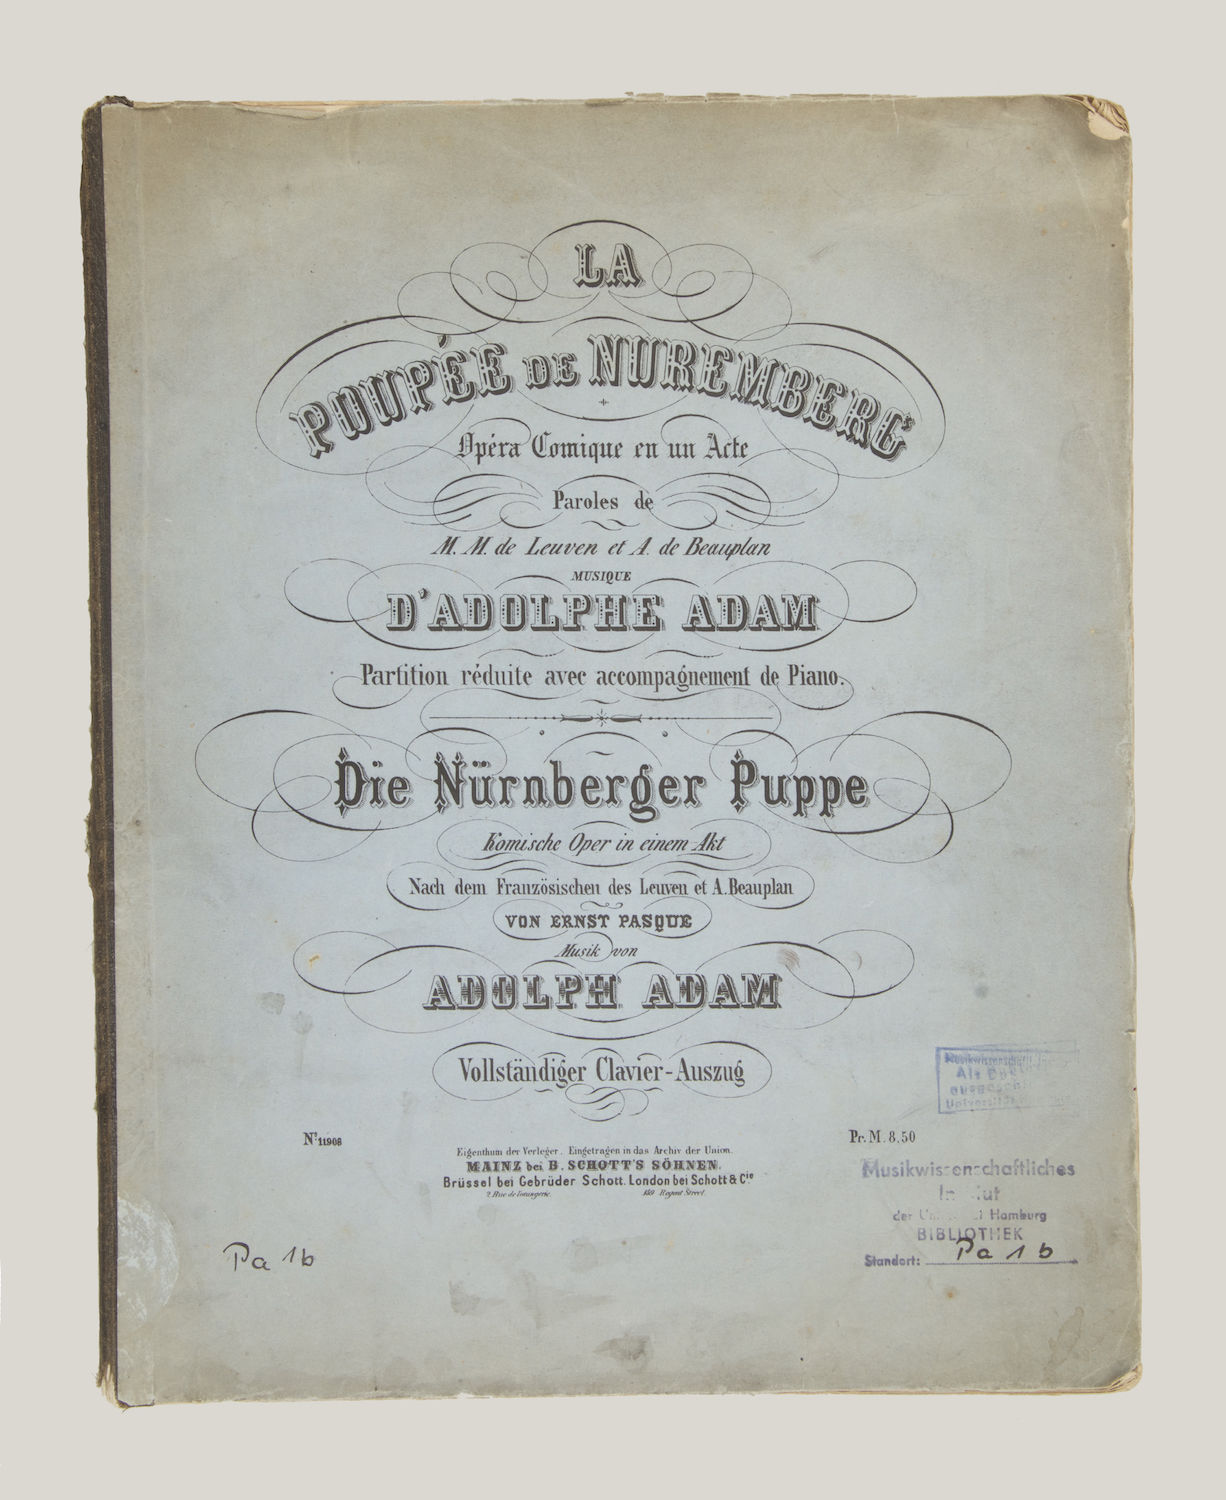 LA
POUPÉE DE NUREMBERG
Opéra Comique en un Acte
Paroles de
M. M. de Leuven et A. de Beauplan
MUSIQUE
D'ADOLPHE ADAM
Partition réduite avec accompagnement de Piano.
Die Nürnberger Puppe
Komische Oper in einem Akt
Nach dem Französischen des Leuven et A. Beauplan
VON ERNST PASQUE
Musik von
ADOLPH ADAM
Vollständiger Clavier-Auszug
Nº 11908
Pr. M. 8,50
Eigenthum der Verleger. Eingetragen in das Archiv der Union.
MAINZ bei B. SCHOTT'S SÖHNEN.
Brüssel bei Gebrüder Schott. London bei Schott & Cie
159 Regent Street.
Als
Musikwissenschaftliches
der Hamburg
BIBLIOTHEK
Standort: Pa 1 b
Pa 1b